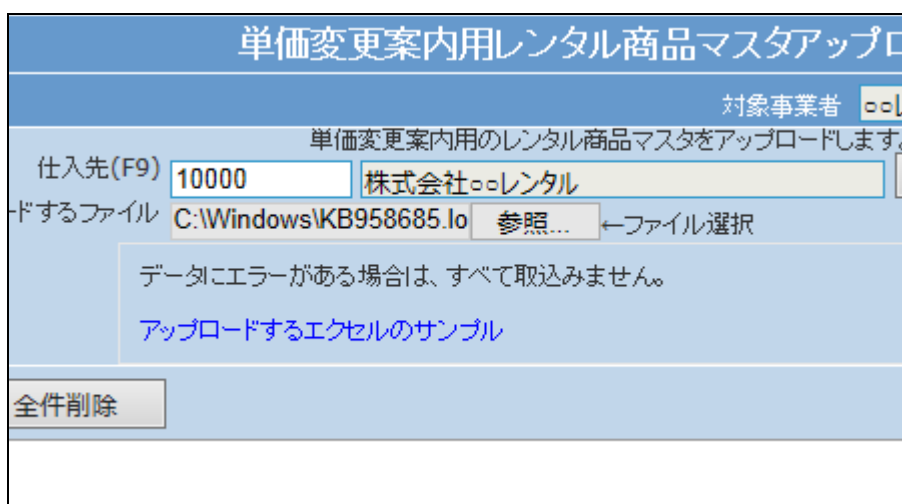 単価変更案内用レンタル商品マスタアップロ
対象事業者 ○○レ
単価変更案内用のレンタル商品マスタをアップロードします。
仕入先(F9) 10000 株式会社○○レンタル
ードするファイル C:\Windows\KB958685.lo 参照... ←ファイル選択
データにエラーがある場合は、すべて取込みません。
アップロードするエクセルのサンプル
全件削除